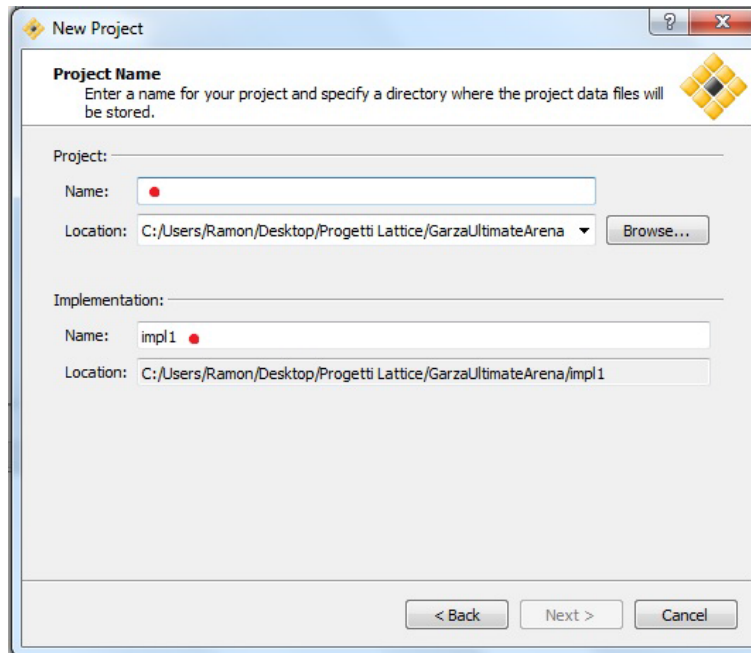 New Project
Project Name
Enter a name for your project and specify a directory where the project data files will
be stored.
Project:
Name:
Location: C:/Users/Ramon/Desktop/Progetti Lattice/GarzaUltimateArena Browse...
Implementation:
Name: impl1
Location: C:/Users/Ramon/Desktop/Progetti Lattice/GarzaUltimateArena/impl1
< Back Next > Cancel